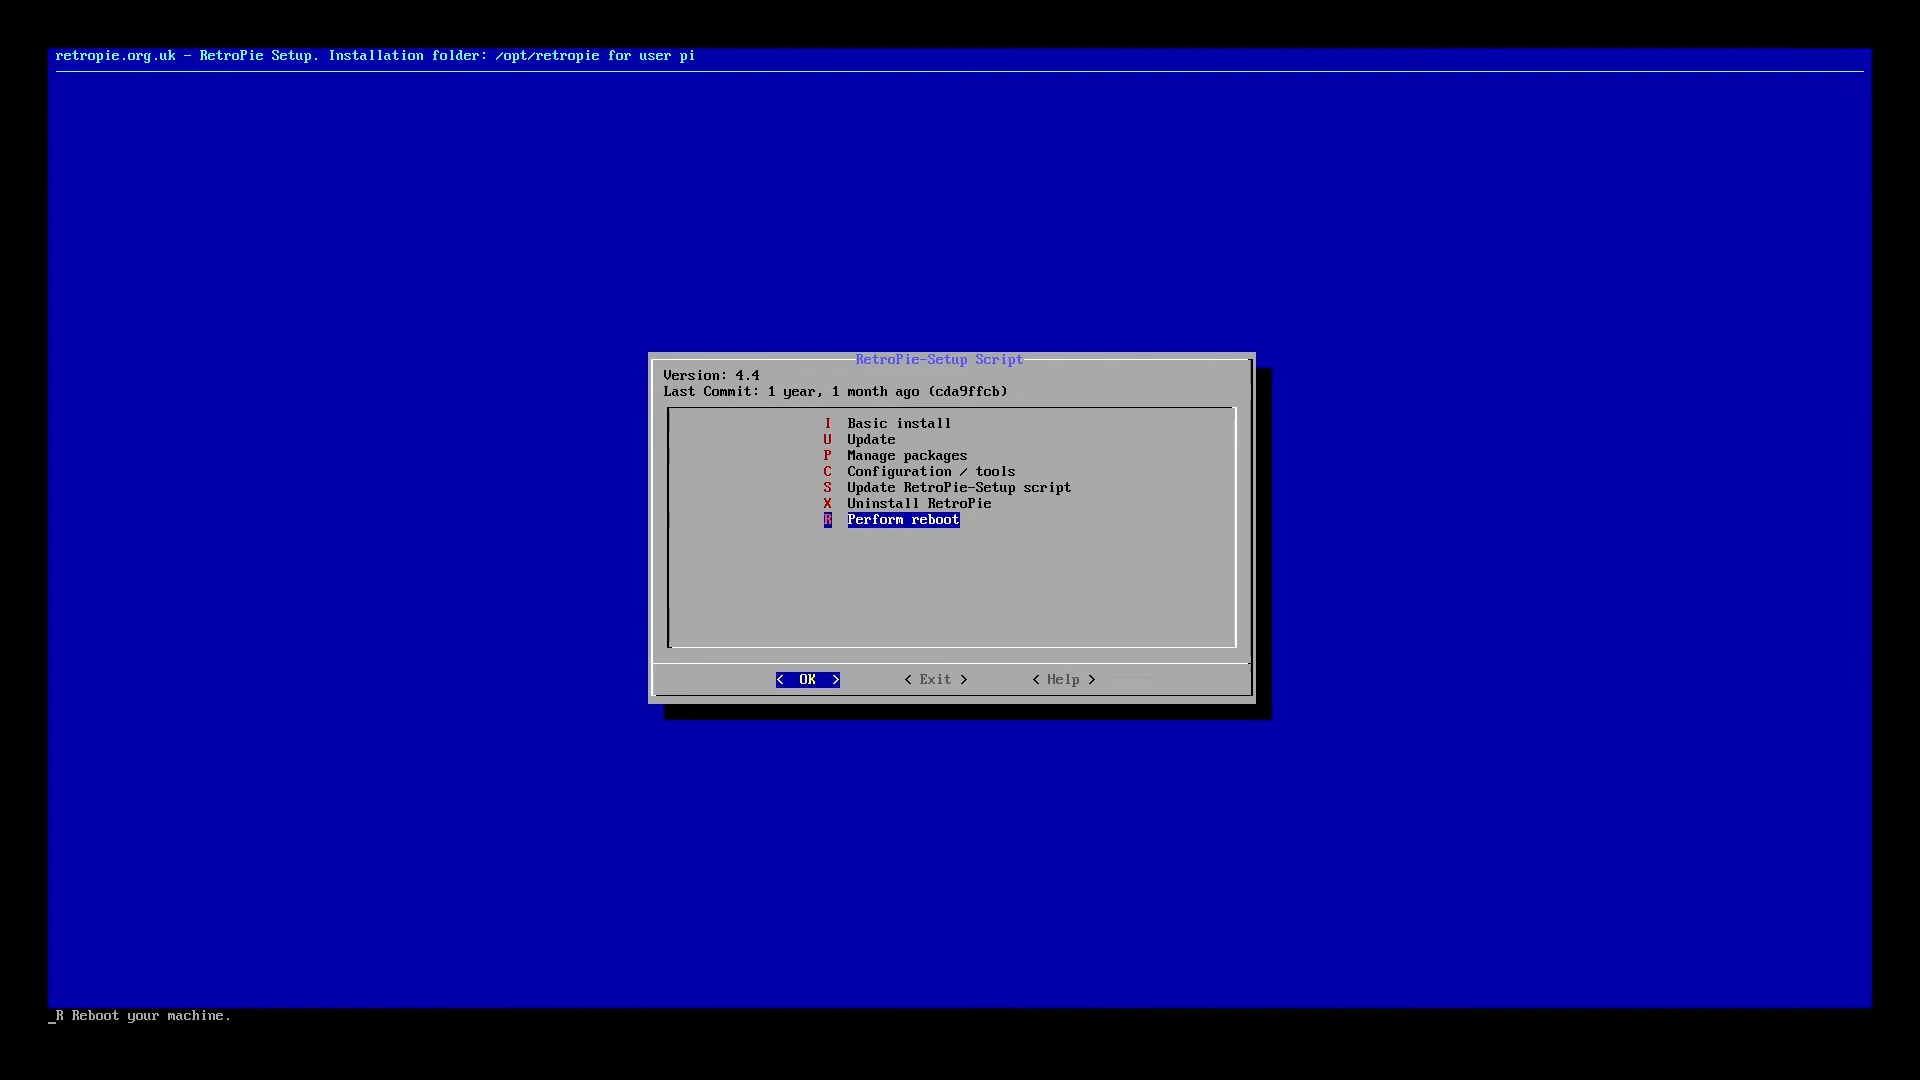 retropie.org.uk - RetroPie Setup. Installation folder: /opt/retropie for user pi
RetroPie-Setup Script
Version: 4.4
Last Commit: 1 year, 1 month ago (cda9ffcb)
I Basic install
U Update
P Manage packages
C Configuration / tools
S Update RetroPie-Setup script
X Uninstall RetroPie
R Perform reboot
< OK > < Exit > < Help >
_R Reboot your machine.